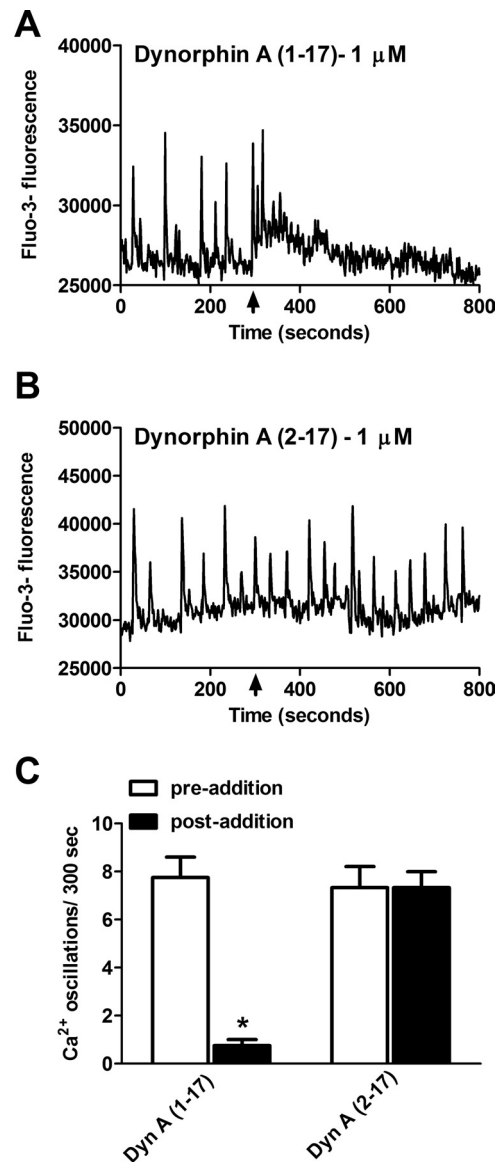 A
Dynorphin A (1-17)- 1 μM
Fluo-3- fluorescence
40000
35000
30000
25000
0 200 400 600 800
Time (seconds)
B
Dynorphin A (2-17) - 1 μM
Fluo-3- fluorescence
50000
45000
40000
35000
30000
25000
0 200 400 600 800
Time (seconds)
C
pre-addition
post-addition
Ca²⁺ oscillations/ 300 sec
10
8
6
4
2
0
*
Dyn A (1-17)
Dyn A (2-17)